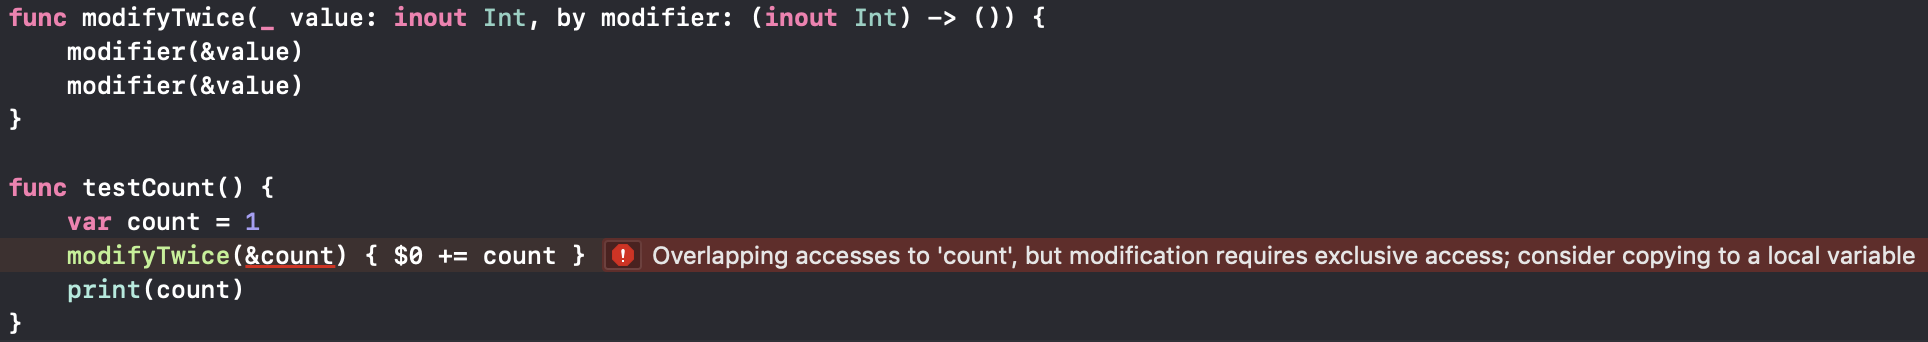 func modifyTwice(_ value: inout Int, by modifier: (inout Int) -> ()) {
    modifier(&value)
    modifier(&value)
}

func testCount() {
    var count = 1
    modifyTwice(&count) { $0 += count } Overlapping accesses to 'count', but modification requires exclusive access; consider copying to a local variable
    print(count)
}